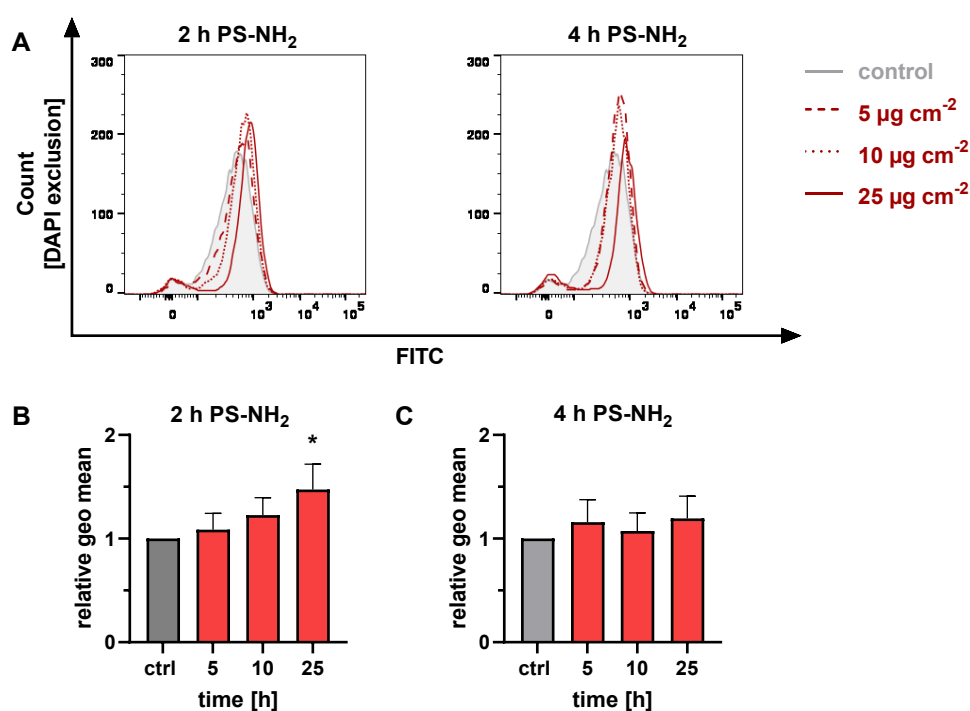 A
2 h PS-NH₂
4 h PS-NH₂
300
200
100
0
0 10³ 10⁴ 10⁵
300
200
100
0
0 10³ 10⁴ 10⁵
Count
[DAPI exclusion]
FITC
control
5 µg cm⁻²
10 µg cm⁻²
25 µg cm⁻²
B
2 h PS-NH₂
relative geo mean
2
1
0
*
ctrl 5 10 25
time [h]
C
4 h PS-NH₂
relative geo mean
2
1
0
ctrl 5 10 25
time [h]